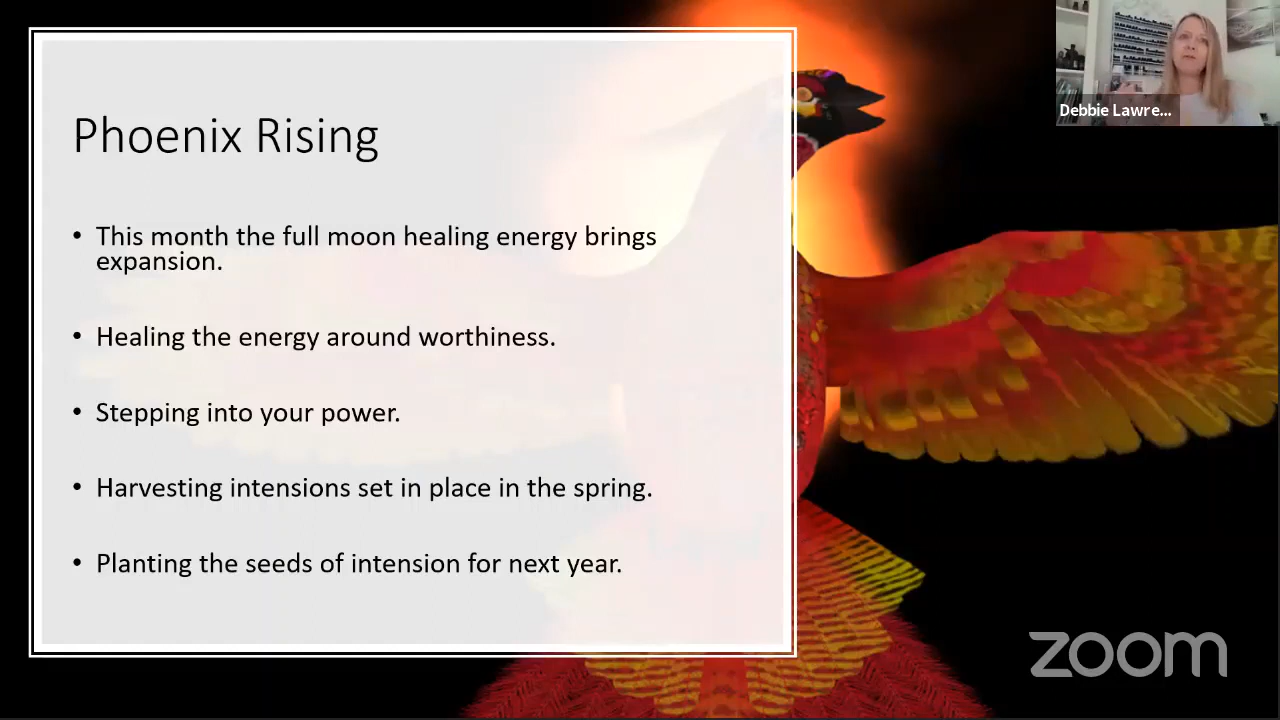 Phoenix Rising
• This month the full moon healing energy brings
expansion.
• Healing the energy around worthiness.
• Stepping into your power.
• Harvesting intensions set in place in the spring.
• Planting the seeds of intension for next year.
Debbie Lawre...
zoom